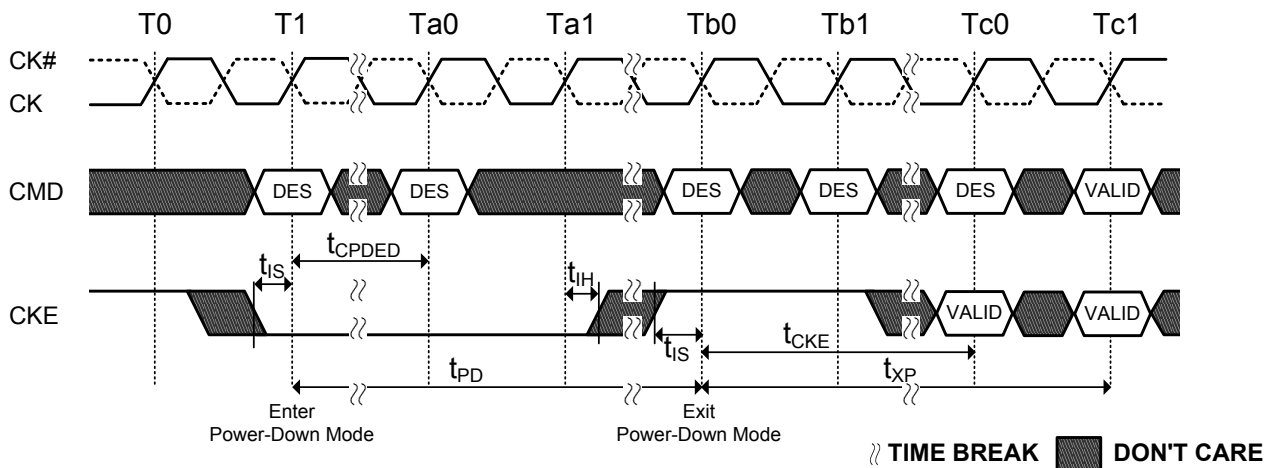 T0 T1 Ta0 Ta1 Tb0 Tb1 Tc0 Tc1
CK#
CK
CMD DES DES DES DES DES VALID
tCPDED
tIS tIH
CKE VALID VALID
tIS tCKE
tPD tXP
Enter Power-Down Mode
Exit Power-Down Mode
TIME BREAK DON'T CARE